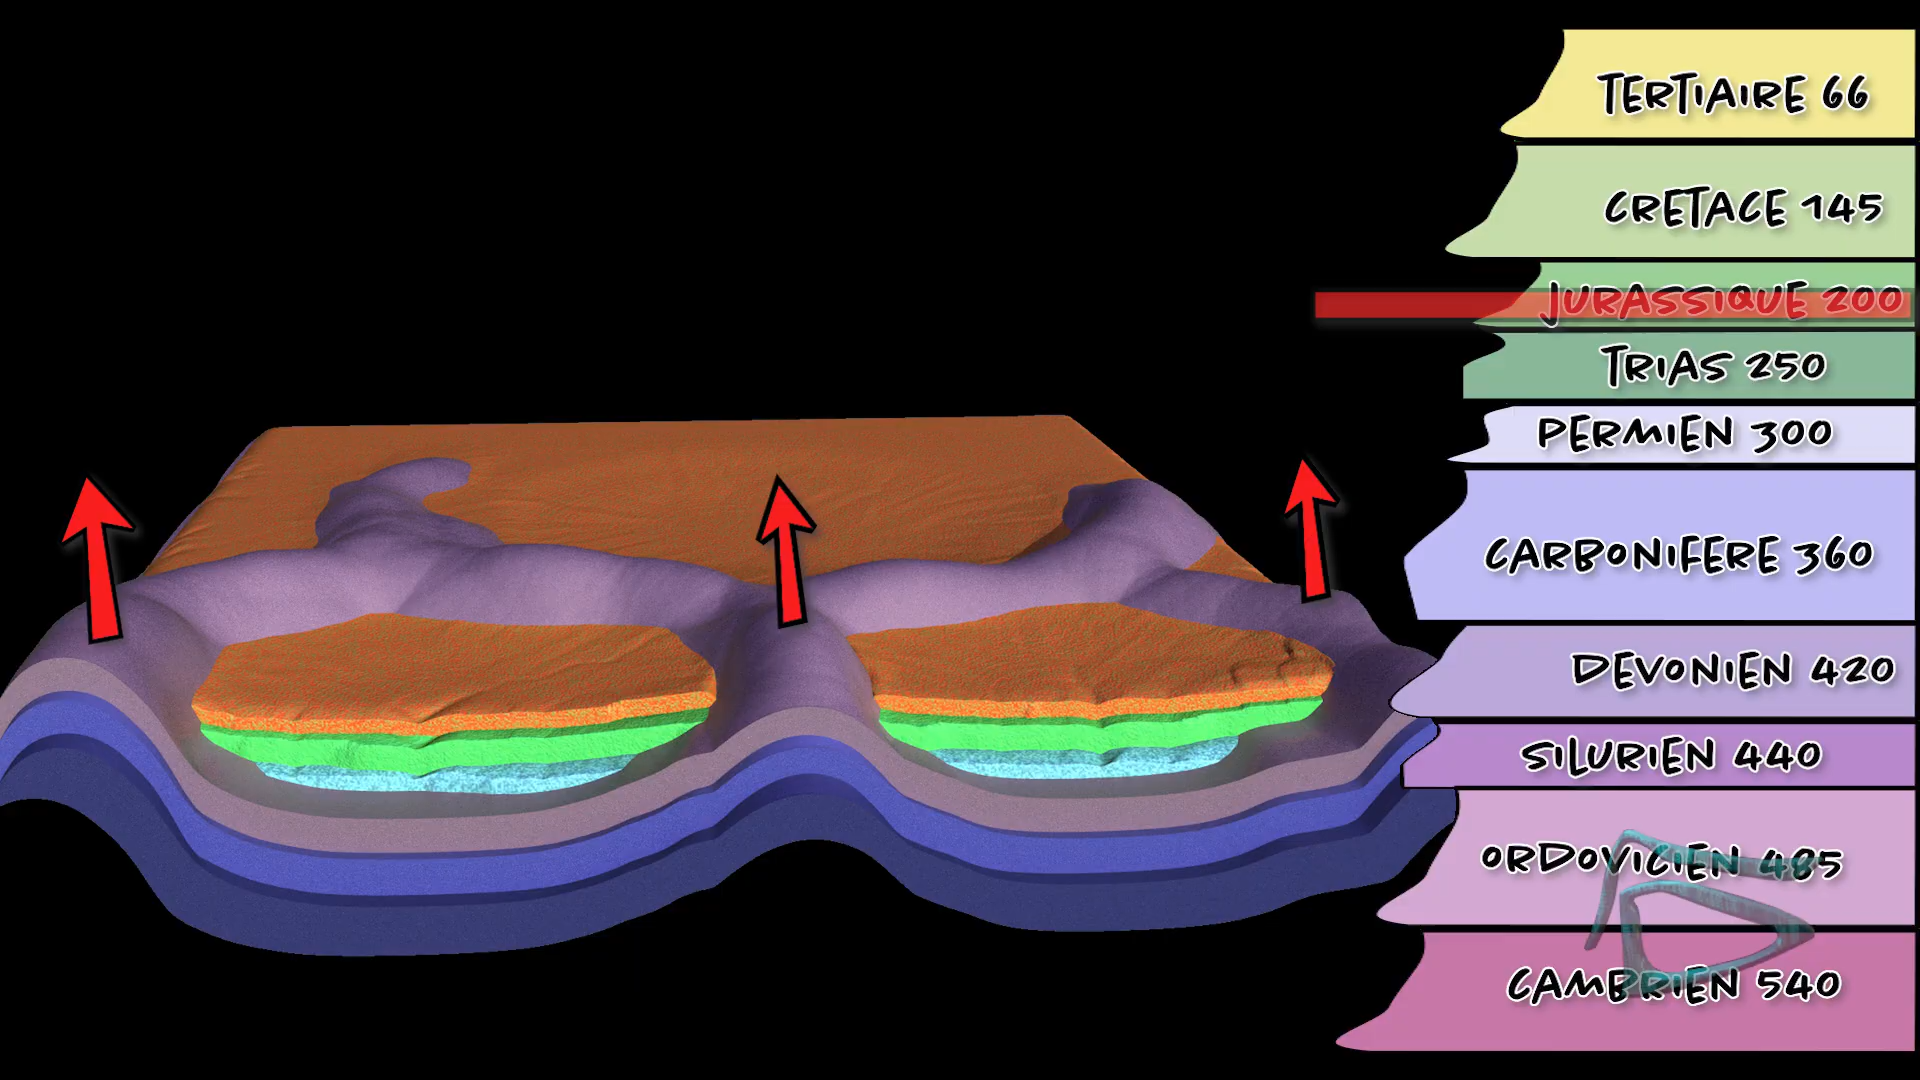 TERTIAIRE 66
CRETACE 145
JURASSIQUE 200
TRIAS 250
PERMIEN 300
CARBONIFERE 360
DEVONIEN 420
SILURIEN 440
ORDOVICIEN 485
CAMBRIEN 540